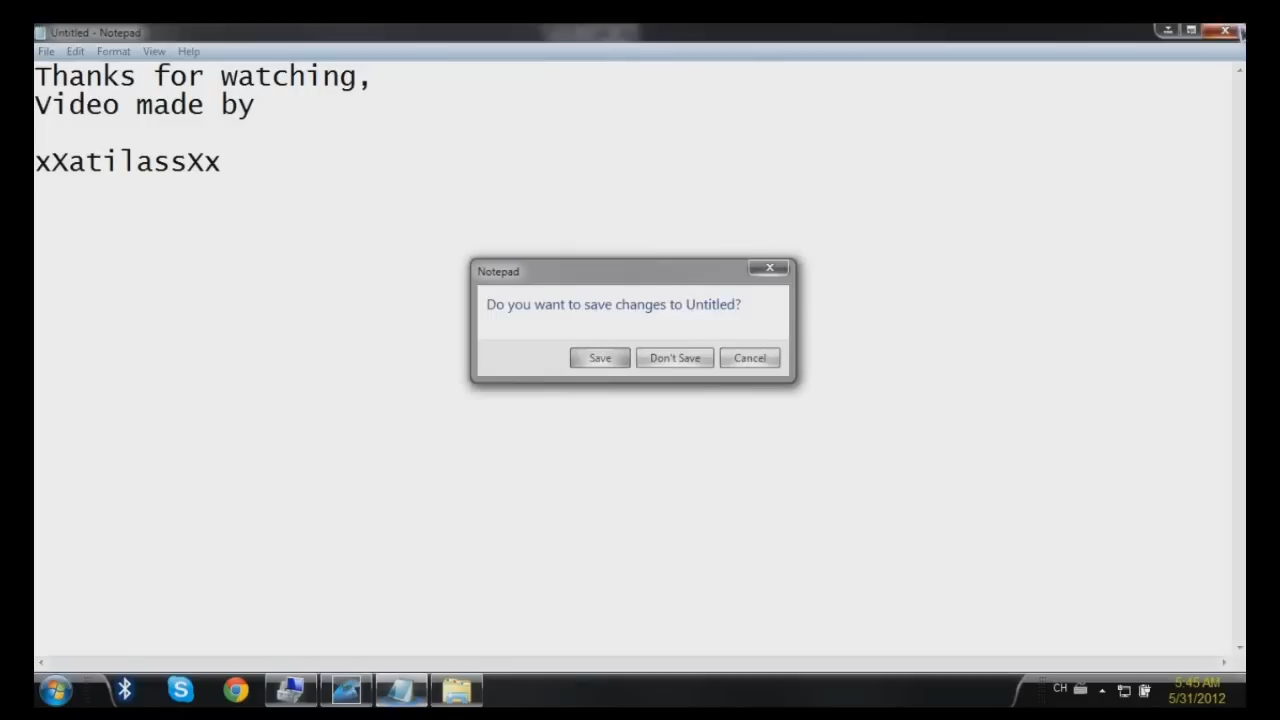 Untitled - Notepad
File Edit Format View Help
Thanks for watching,
Video made by
xXatilassXx
Notepad
Do you want to save changes to Untitled?
Save Don't Save Cancel
CH
5:45 AM
5/31/2012